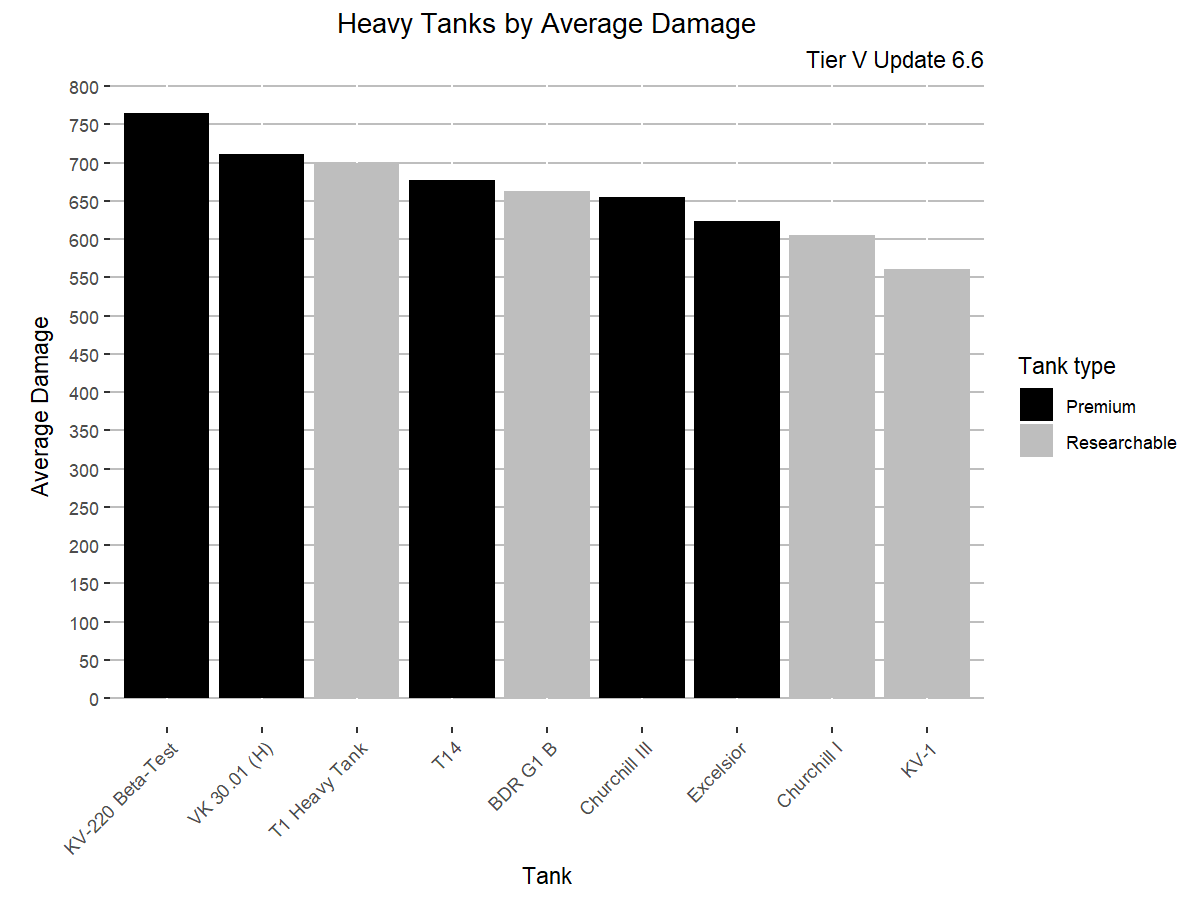 Heavy Tanks by Average Damage
Tier V Update 6.6
800
750
700
650
600
550
500
450
400
350
300
250
200
150
100
50
0
Average Damage
KV-220 Beta-Test
VK 30.01 (H)
T1 Heavy Tank
T14
BDR G1 B
Churchill III
Excelsior
Churchill I
KV-1
Tank
Tank type
Premium
Researchable